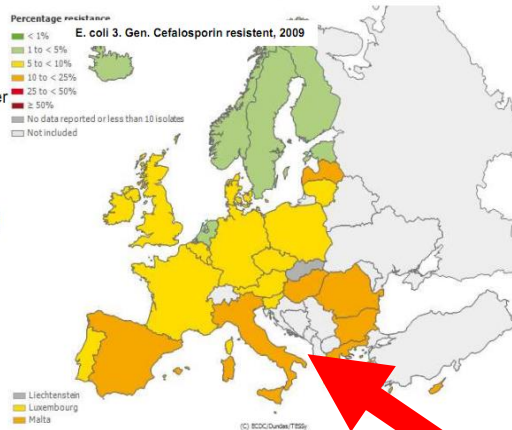 Percentage resistance
E. coli 3. Gen. Cefalosporin resistent, 2009
< 1%
1 to < 5%
5 to < 10%
10 to < 25%
25 to < 50%
≥ 50%
No data reported or less than 10 isolates
Not included
er
Liechtenstein
Luxembourg
Malta
(C) ECDC/Dundas/TESSy